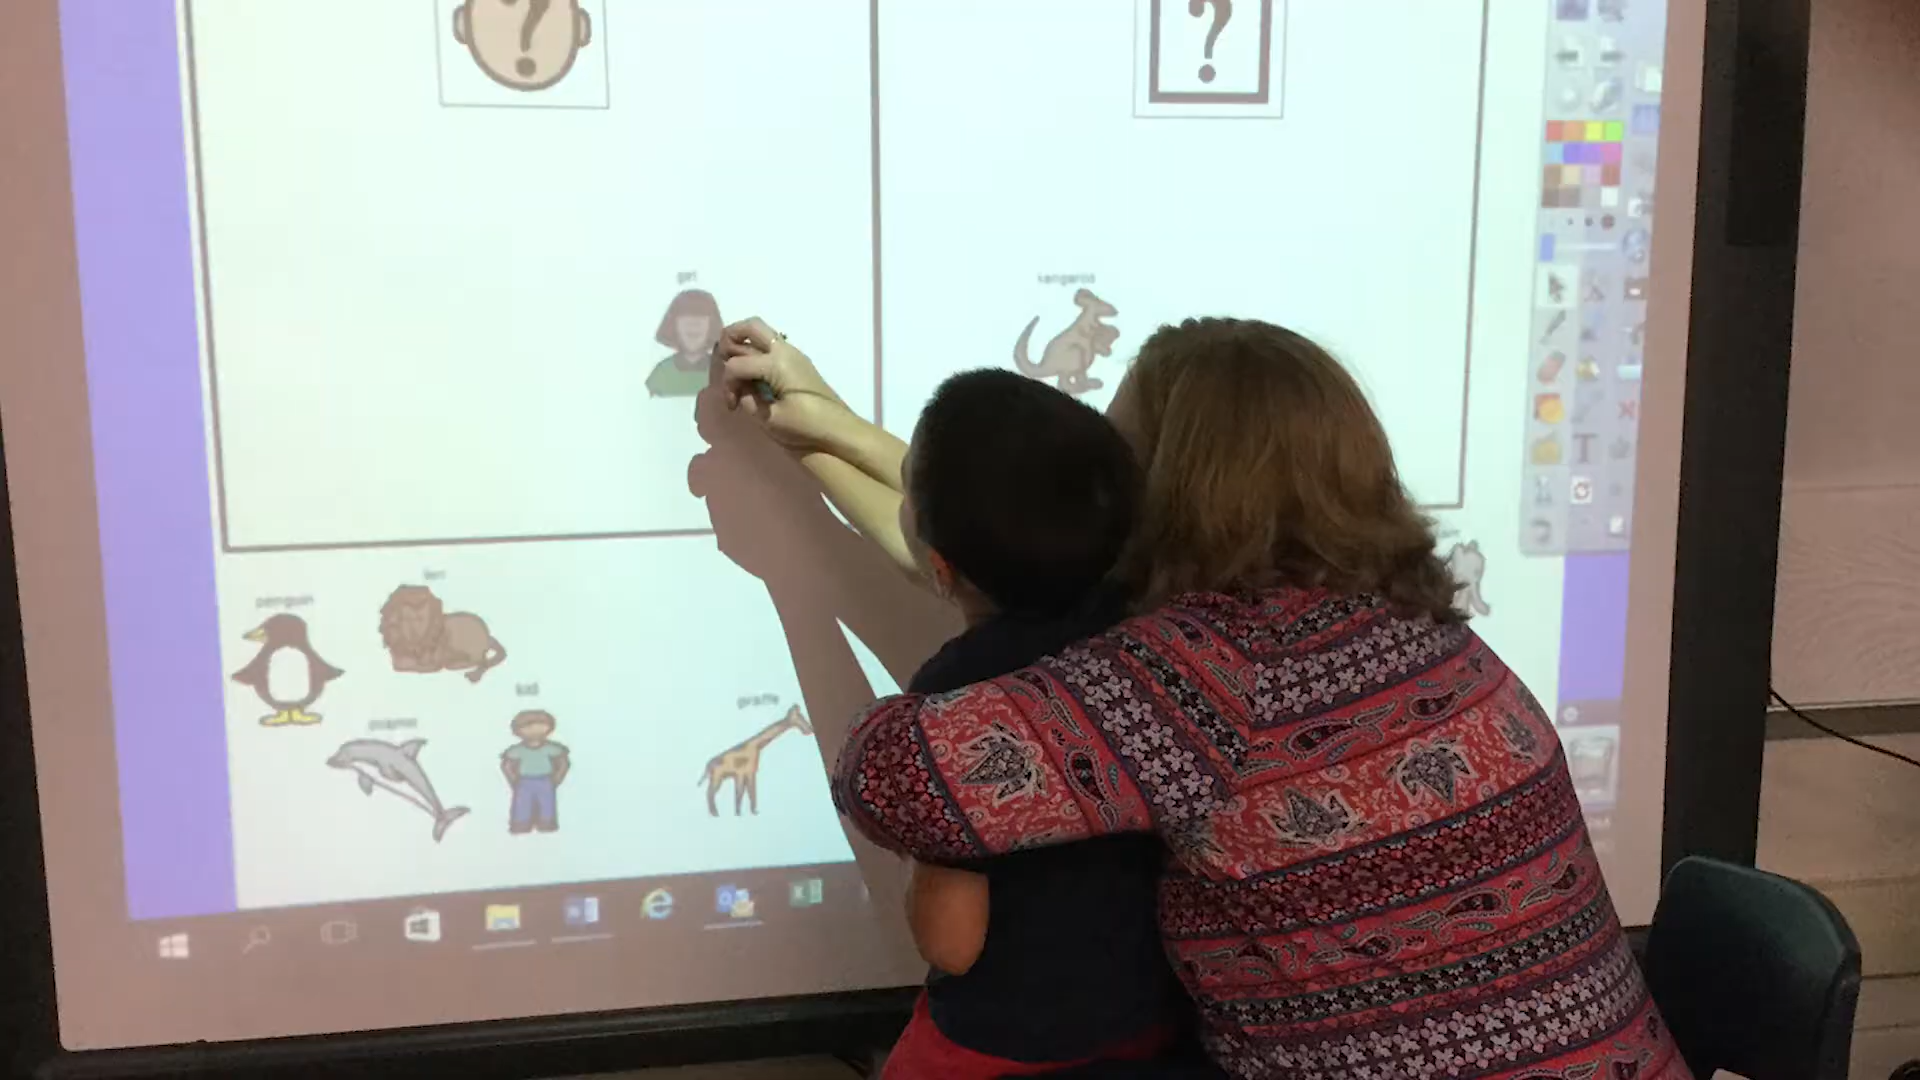 ?
?
girl
kangaroo
lion
penguin
kid
dolphin
giraffe